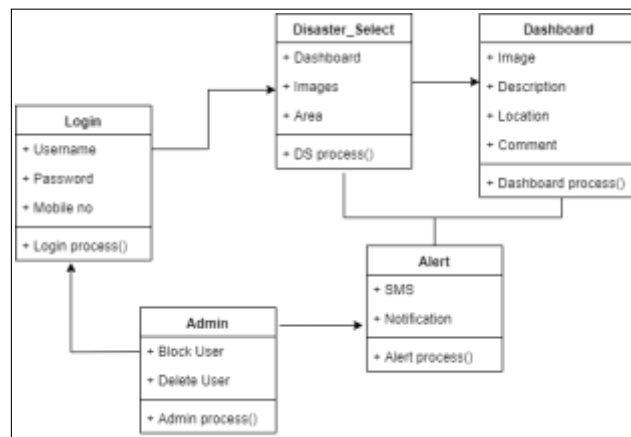 Disaster_Select
+ Dashboard
+ Images
+ Area
+ DS process()
Dashboard
+ Image
+ Description
+ Location
+ Comment
+ Dashboard process()
Login
+ Username
+ Password
+ Mobile no
+ Login process()
Alert
+ SMS
+ Notification
+ Alert process()
Admin
+ Block User
+ Delete User
+ Admin process()